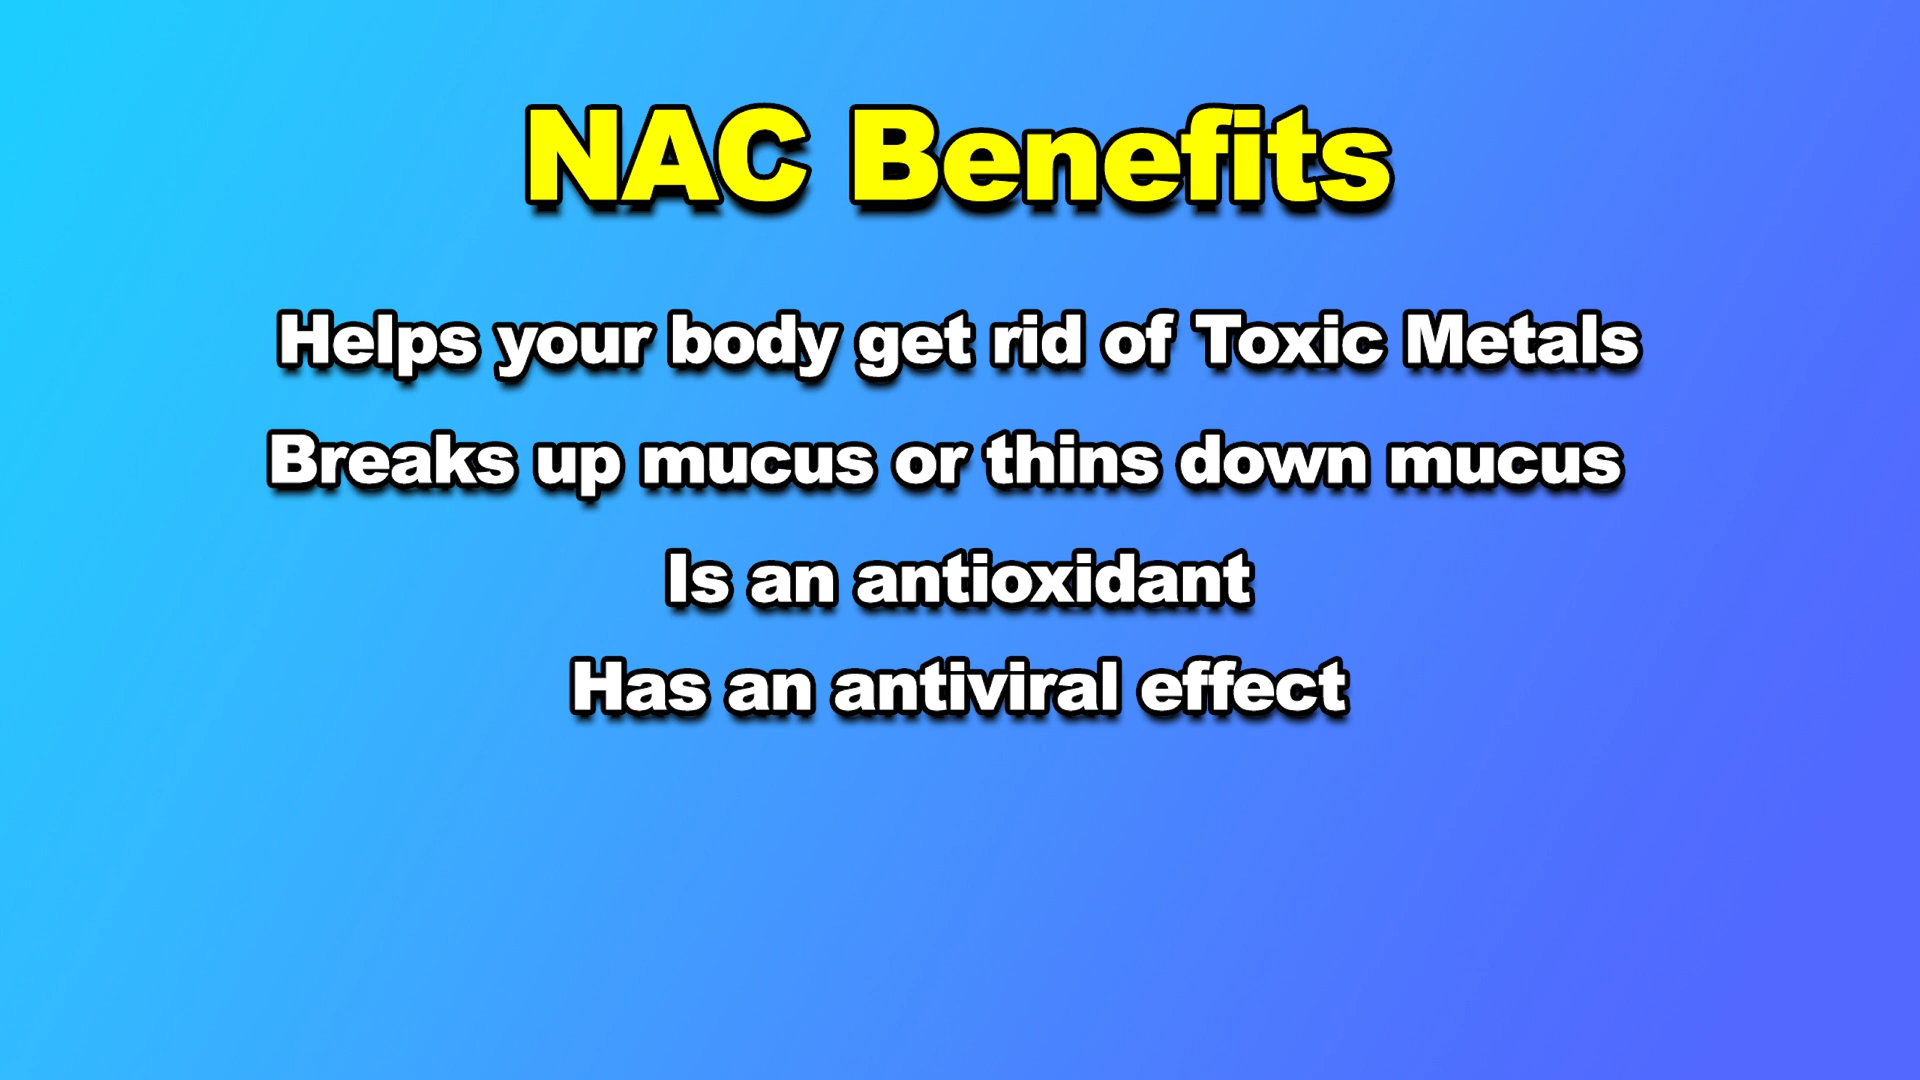 NAC Benefits
Helps your body get rid of Toxic Metals
Breaks up mucus or thins down mucus
Is an antioxidant
Has an antiviral effect